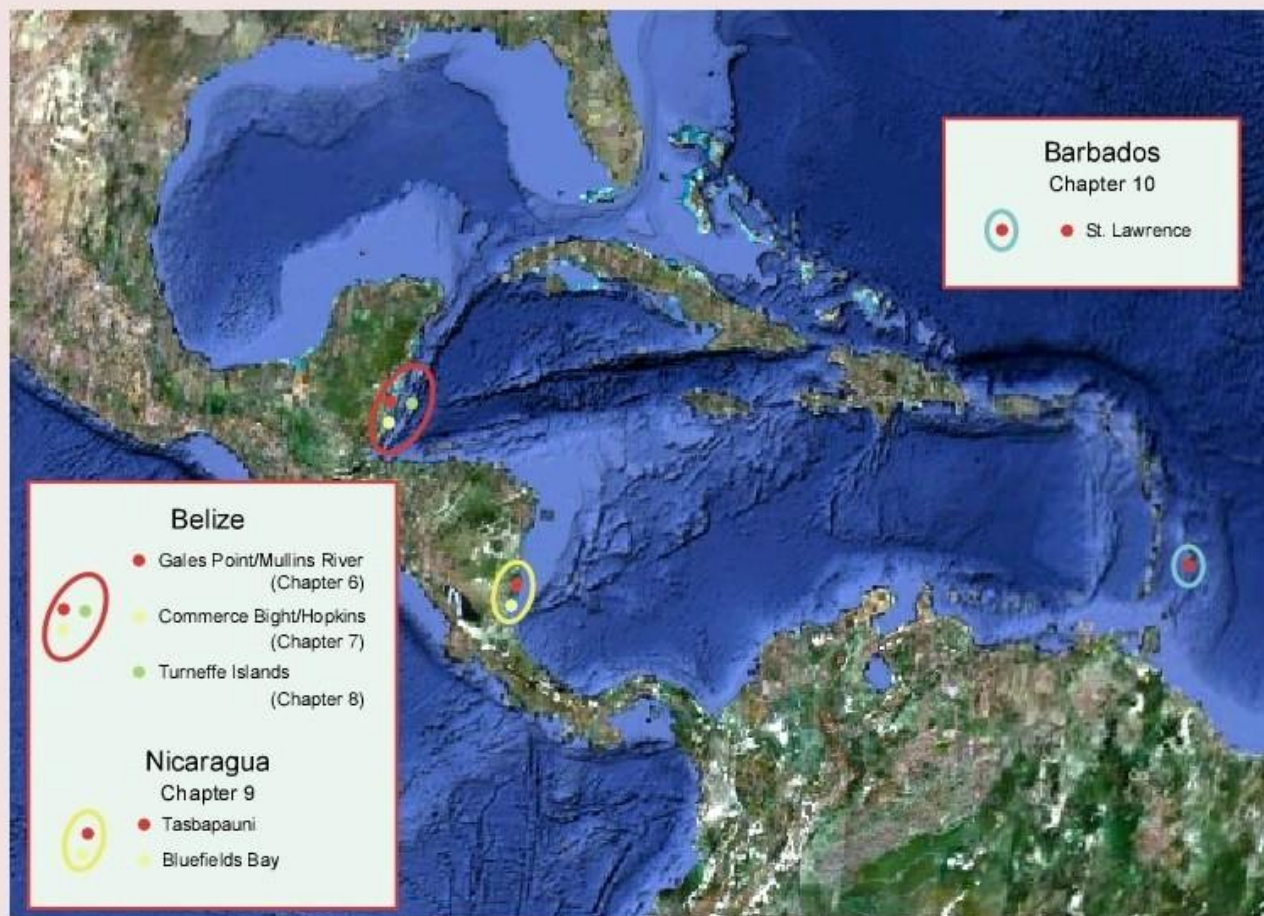 Barbados
Chapter 10
St. Lawrence
Belize
Gales Point/Mullins River
(Chapter 6)
Commerce Bight/Hopkins
(Chapter 7)
Turneffe Islands
(Chapter 8)
Nicaragua
Chapter 9
Tasbapauni
Bluefields Bay